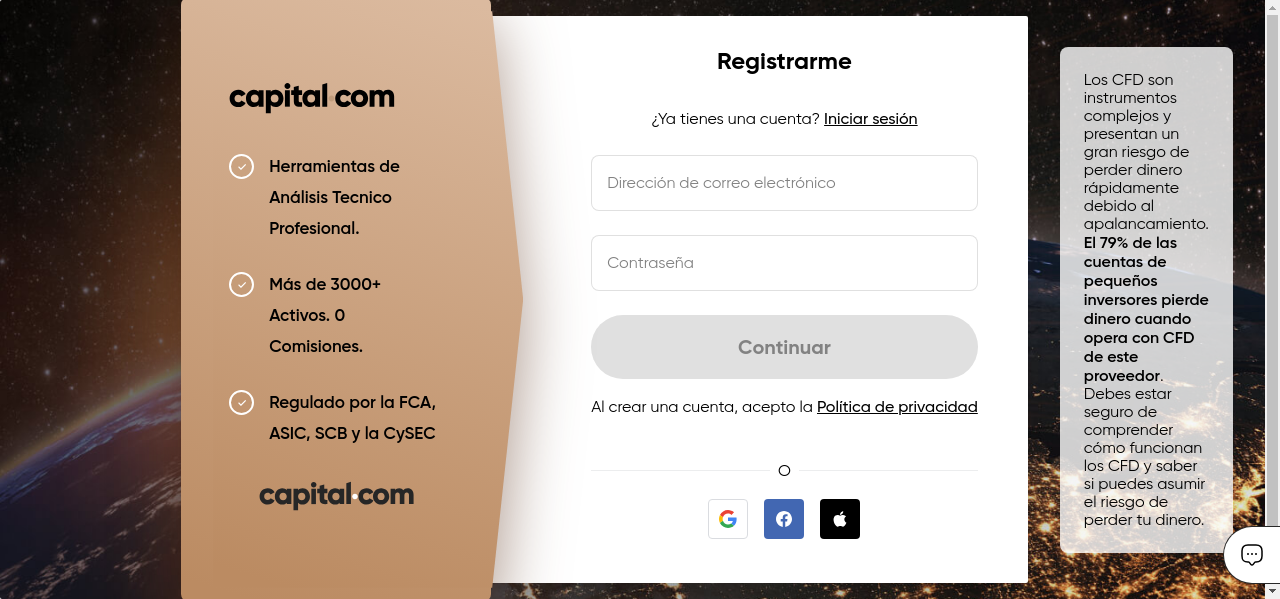 capital.com
Herramientas de
Análisis Tecnico
Profesional.
Más de 3000+
Activos. 0
Comisiones.
Regulado por la FCA,
ASIC, SCB y la CySEC
capital.com
Registrarme
¿Ya tienes una cuenta? Iniciar sesión
Dirección de correo electrónico
Contraseña
Continuar
Al crear una cuenta, acepto la Política de privacidad
O
Los CFD son
instrumentos
complejos y
presentan un
gran riesgo de
perder dinero
rápidamente
debido al
apalancamiento.
El 79% de las
cuentas de
pequeños
inversores pierde
dinero cuando
opera con CFD
de este
proveedor.
Debes estar
seguro de
comprender
cómo funcionan
los CFD y saber
si puedes asumir
el riesgo de
perder tu dinero.